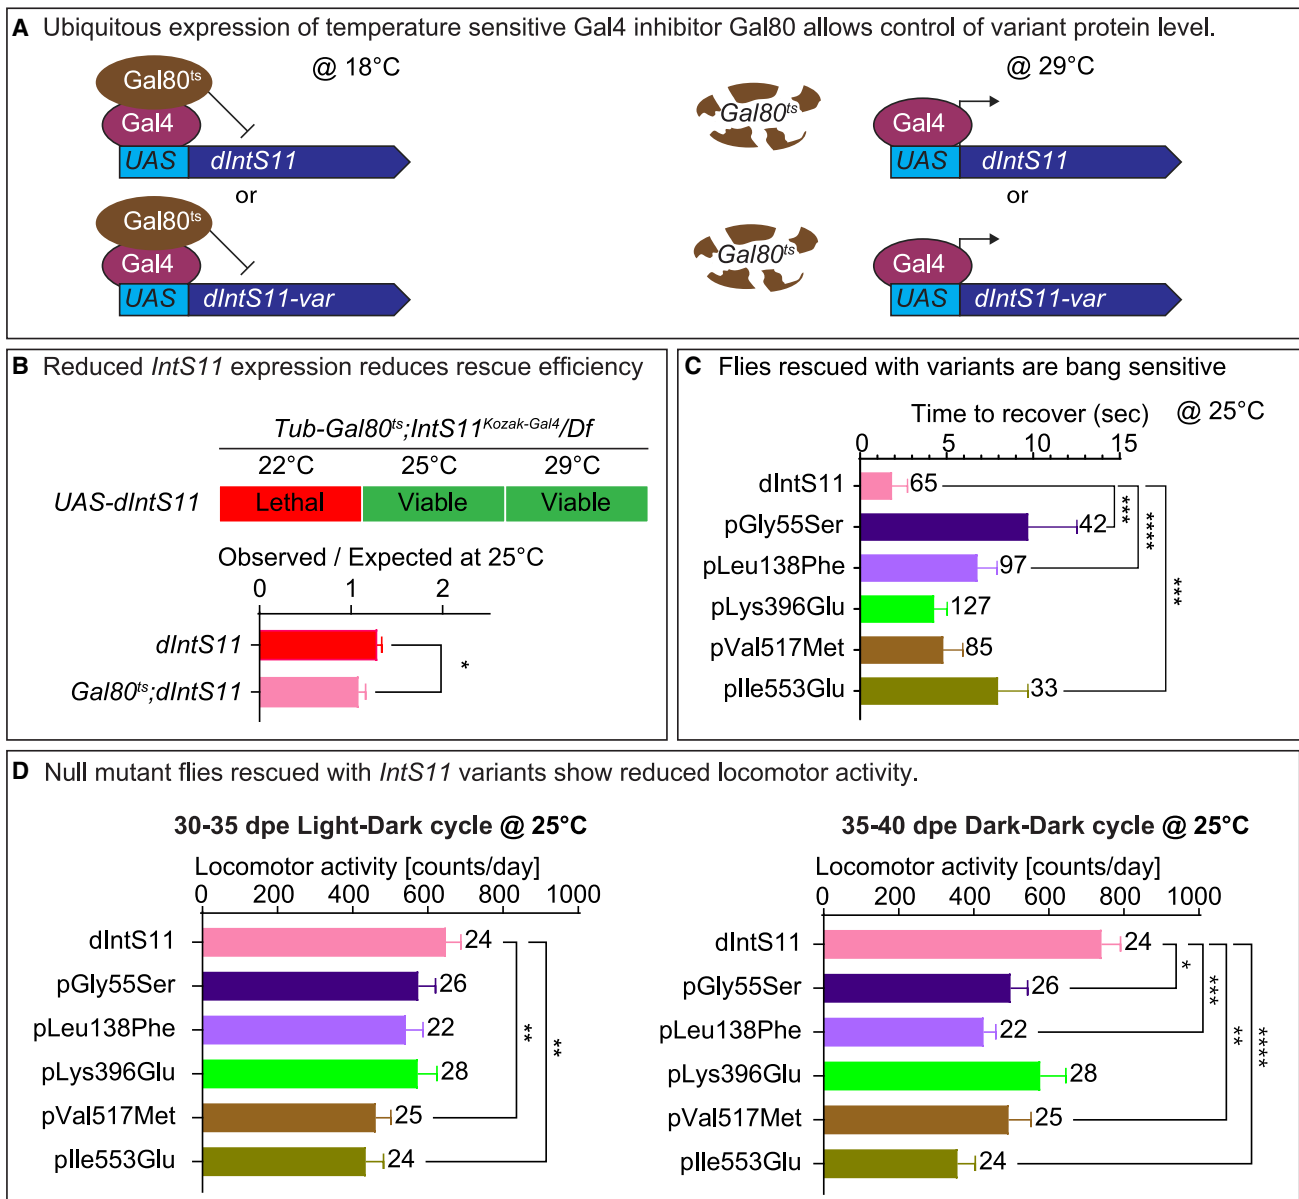 A Ubiquitous expression of temperature sensitive Gal4 inhibitor Gal80 allows control of variant protein level.
@ 18°C
Gal80ts
Gal4
UAS dIntS11
or
Gal80ts
Gal4
UAS dIntS11-var
@ 29°C
Gal80ts
Gal4
UAS dIntS11
or
Gal80ts
Gal4
UAS dIntS11-var
B Reduced IntS11 expression reduces rescue efficiency
Tub-Gal80ts;IntS11Kozak-Gal4/Df
22°C 25°C 29°C
UAS-dIntS11 Lethal Viable Viable
Observed / Expected at 25°C
0 1 2
dIntS11
*
Gal80ts;dIntS11
C Flies rescued with variants are bang sensitive
Time to recover (sec) @ 25°C
0 5 10 15
dIntS11 65
pGly55Ser 42
pLeu138Phe 97
pLys396Glu 127
pVal517Met 85
pIle553Glu 33
***
****
***
D Null mutant flies rescued with IntS11 variants show reduced locomotor activity.
30-35 dpe Light-Dark cycle @ 25°C
Locomotor activity [counts/day]
0 200 400 600 800 1000
dIntS11 24
pGly55Ser 26
pLeu138Phe 22
pLys396Glu 28
pVal517Met 25
pIle553Glu 24
**
**
35-40 dpe Dark-Dark cycle @ 25°C
Locomotor activity [counts/day]
0 200 400 600 800 1000
dIntS11 24
pGly55Ser 26
pLeu138Phe 22
pLys396Glu 28
pVal517Met 25
pIle553Glu 24
*
***
**
****